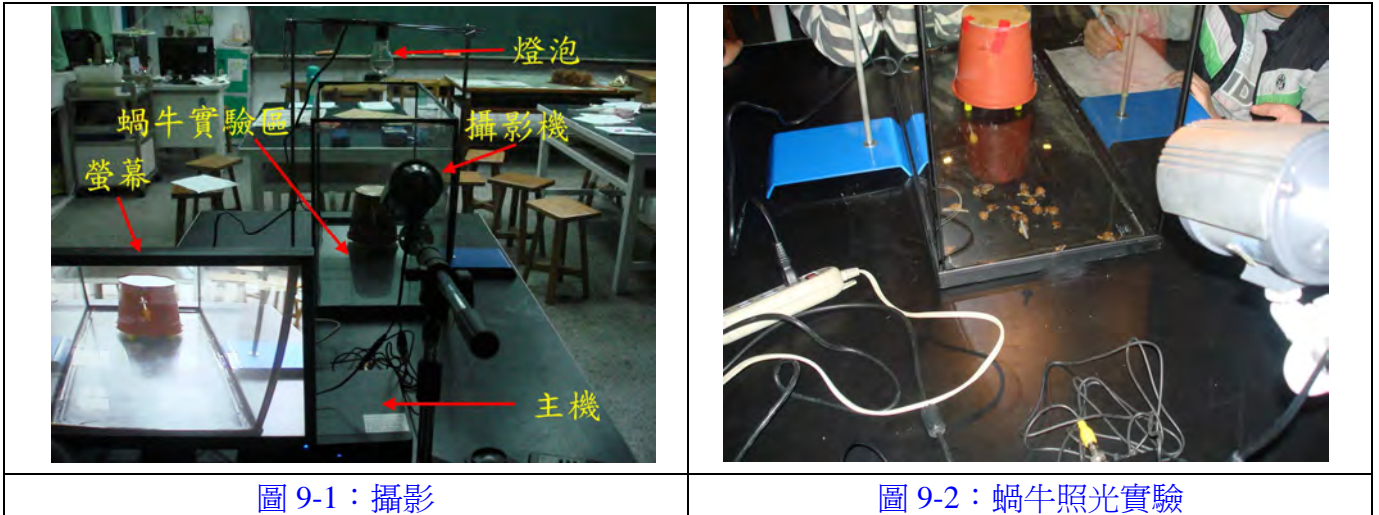 燈泡
蝸牛實驗區
攝影機
螢幕
主機
圖 9-1：攝影
圖 9-2：蝸牛照光實驗